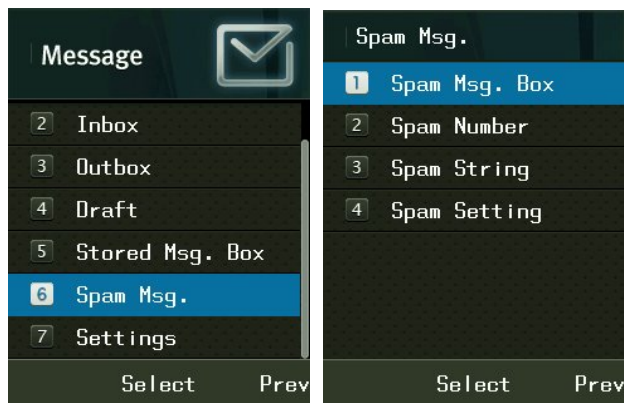 Message
2 Inbox
3 Outbox
4 Draft
5 Stored Msg. Box
6 Spam Msg.
7 Settings
Select Prev
Spam Msg.
1 Spam Msg. Box
2 Spam Number
3 Spam String
4 Spam Setting
Select Prev